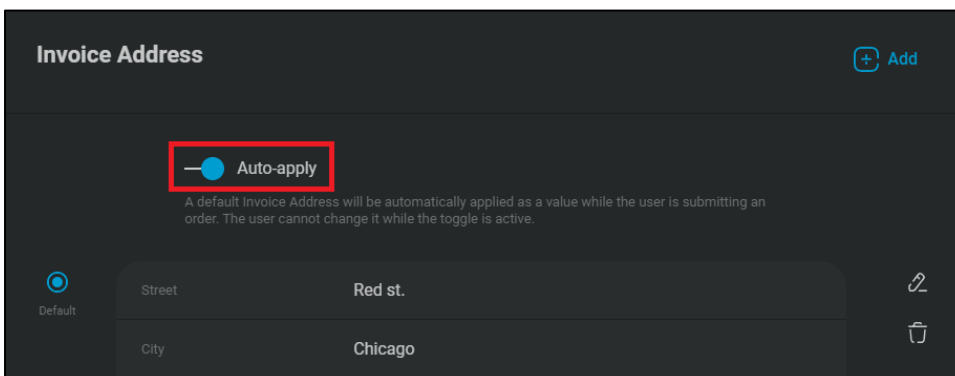 Invoice Address
Add
Auto-apply
A default Invoice Address will be automatically applied as a value while the user is submitting an
order. The user cannot change it while the toggle is active.
Default
Street Red st.
City Chicago